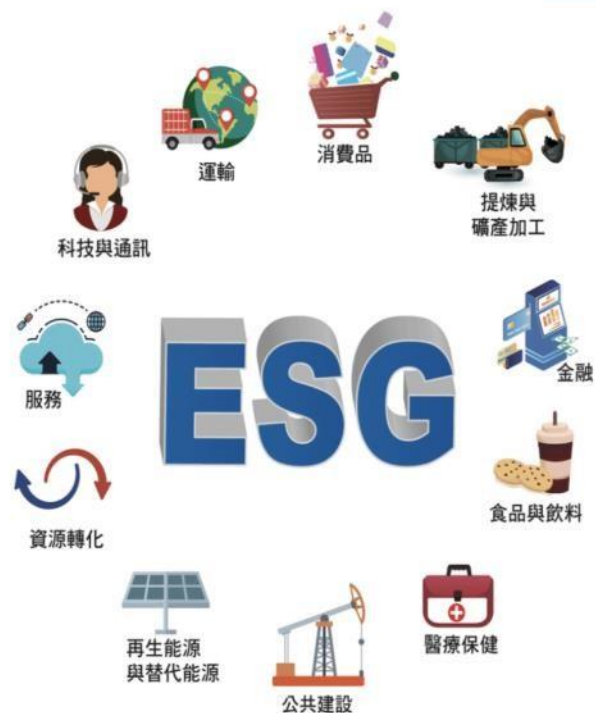 消費品
運輸
提煉與
礦產加工
科技與通訊
ESG
金融
服務
食品與飲料
資源轉化
醫療保健
再生能源
與替代能源
公共建設